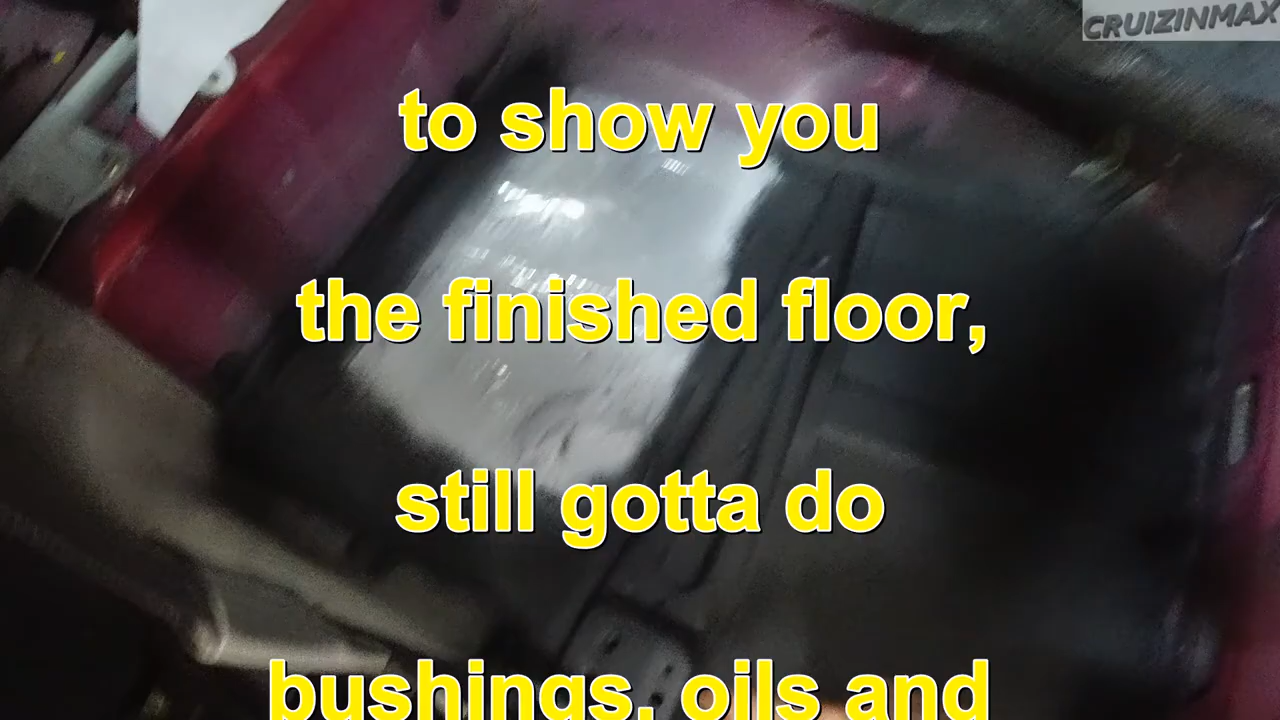 CRUIZINMAX
to show you
the finished floor,
still gotta do
bushings, oils and